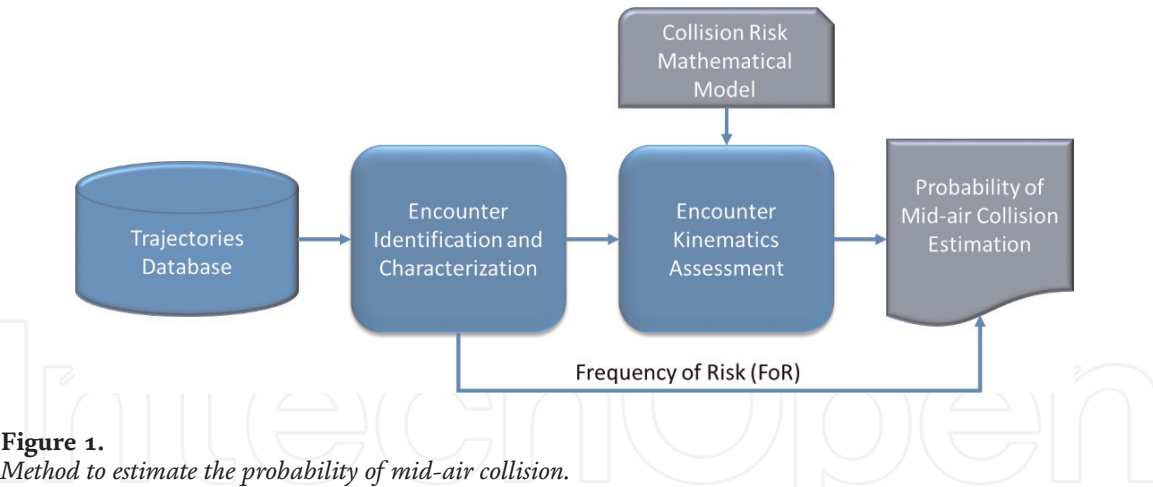 Collision Risk
Mathematical
Model
Trajectories
Database
Encounter
Identification and
Characterization
Encounter
Kinematics
Assessment
Probability of
Mid-air Collision
Estimation
Frequency of Risk (FoR)
IntechOpen
Figure 1.
Method to estimate the probability of mid-air collision.